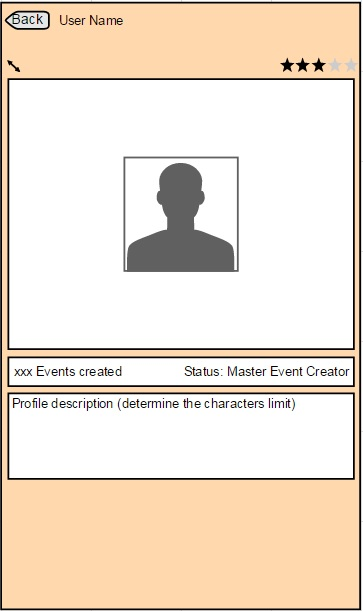 Back User Name
xxx Events created Status: Master Event Creator
Profile description (determine the characters limit)